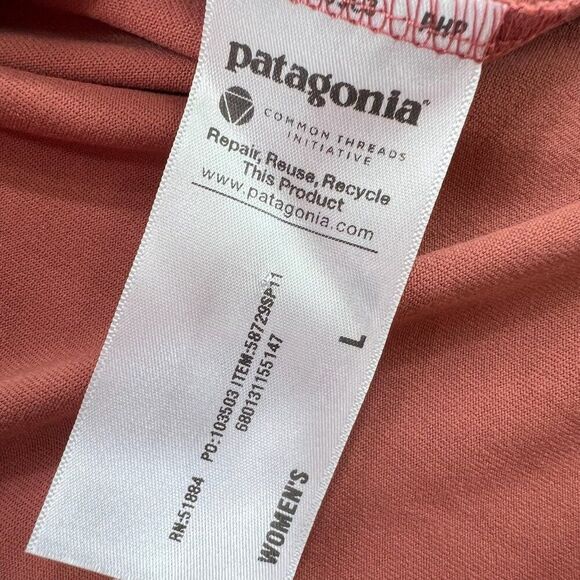 PHP
patagonia®
COMMON THREADS
INITIATIVE
Repair, Reuse, Recycle
This Product
www.patagonia.com
L
RN:51884 PO:103503 ITEM:58729SP11
680131155147
WOMEN'S